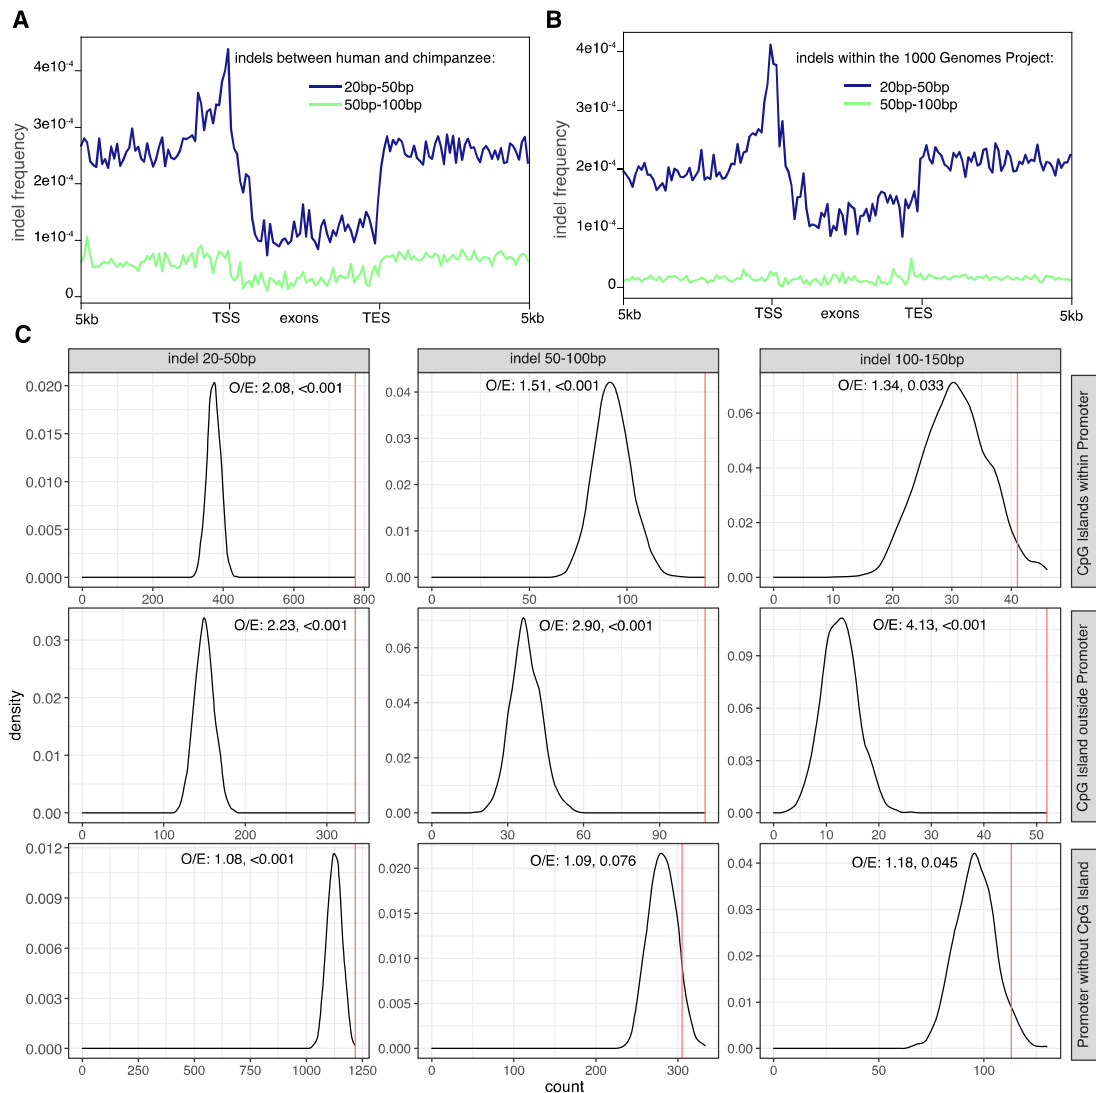 A
indels between human and chimpanzee:
20bp-50bp
50bp-100bp
indel frequency
4e10⁻⁴
3e10⁻⁴
2e10⁻⁴
1e10⁻⁴
0
5kb TSS exons TES 5kb
B
indels within the 1000 Genomes Project:
20bp-50bp
50bp-100bp
indel frequency
4e10⁻⁴
3e10⁻⁴
2e10⁻⁴
1e10⁻⁴
0
5kb TSS exons TES 5kb
C
indel 20-50bp indel 50-100bp indel 100-150bp
density
O/E: 2.08, <0.001
0.020
0.015
0.010
0.005
0.000
0 200 400 600 800
O/E: 1.51, <0.001
0.04
0.03
0.02
0.01
0.00
0 50 100
O/E: 1.34, 0.033
0.06
0.04
0.02
0.00
0 10 20 30 40
CpG Islands within Promoter
O/E: 2.23, <0.001
0.03
0.02
0.01
0.00
0 100 200 300
O/E: 2.90, <0.001
0.06
0.04
0.02
0.00
0 30 60 90
O/E: 4.13, <0.001
0.09
0.06
0.03
0.00
0 10 20 30 40 50
CpG Island outside Promoter
O/E: 1.08, <0.001
0.012
0.009
0.006
0.003
0.000
0 250 500 750 1000 1250
O/E: 1.09, 0.076
0.020
0.015
0.010
0.005
0.000
0 100 200 300
O/E: 1.18, 0.045
0.04
0.03
0.02
0.01
0.00
0 50 100
Promoter without CpG Island
count